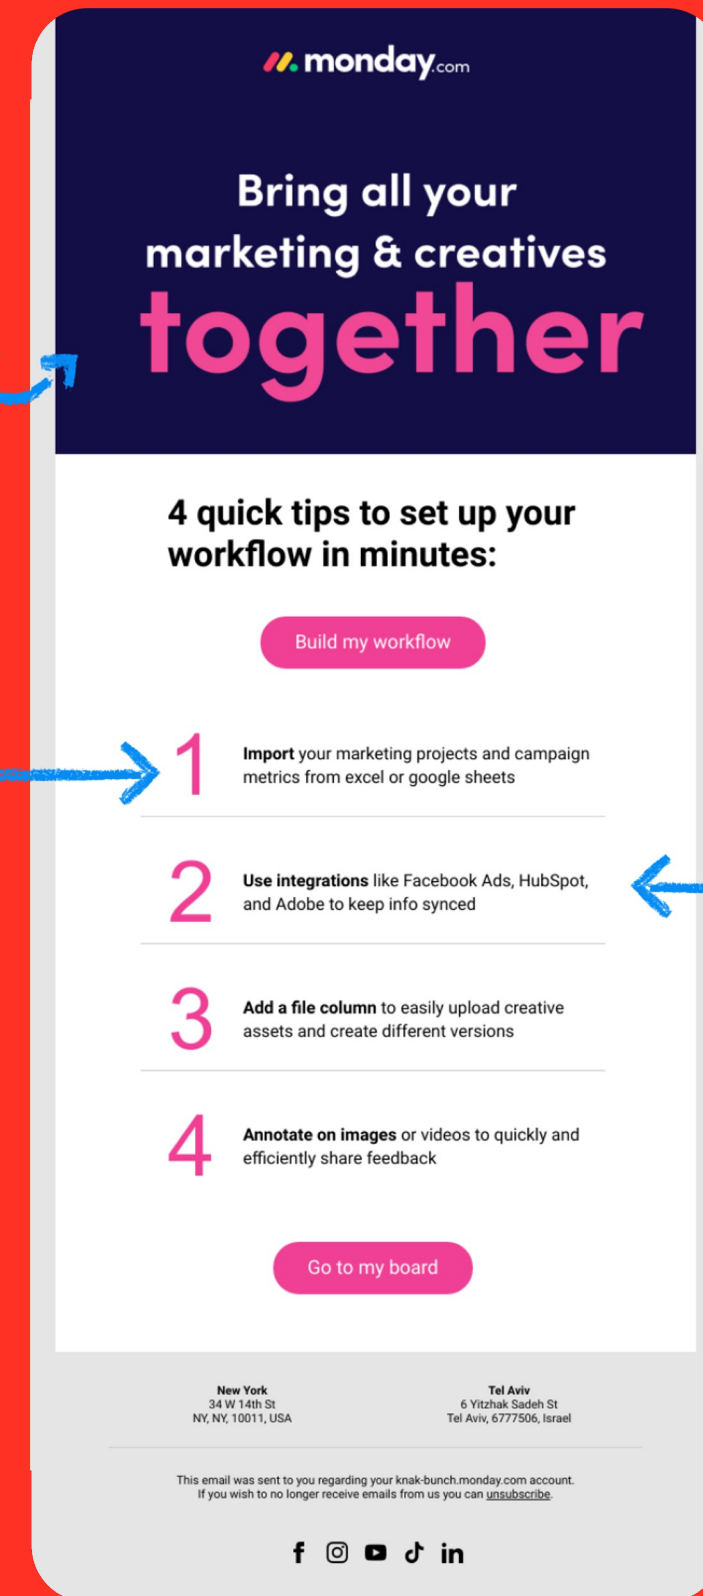 monday.com
Bring all your
marketing & creatives
together
4 quick tips to set up your
workflow in minutes:
Build my workflow
1
Import your marketing projects and campaign
metrics from excel or google sheets
2
Use integrations like Facebook Ads, HubSpot,
and Adobe to keep info synced
3
Add a file column to easily upload creative
assets and create different versions
4
Annotate on images or videos to quickly and
efficiently share feedback
Go to my board
New York
34 W 14th St
NY, NY, 10011, USA
Tel Aviv
6 Yitzhak Sadeh St
Tel Aviv, 6777506, Israel
This email was sent to you regarding your knak-bunch.monday.com account.
If you wish to no longer receive emails from us you can unsubscribe.